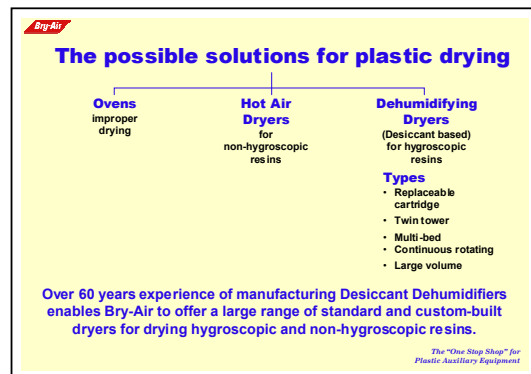 Bry-Air
The possible solutions for plastic drying
Ovens
improper
drying
Hot Air
Dryers
for
non-hygroscopic
resins
Dehumidifying
Dryers
(Desiccant based)
for hygroscopic
resins
Types
• Replaceable
cartridge
• Twin tower
• Multi-bed
• Continuous rotating
• Large volume
Over 60 years experience of manufacturing Desiccant Dehumidifiers
enables Bry-Air to offer a large range of standard and custom-built
dryers for drying hygroscopic and non-hygroscopic resins.
The "One Stop Shop" for
Plastic Auxiliary Equipment